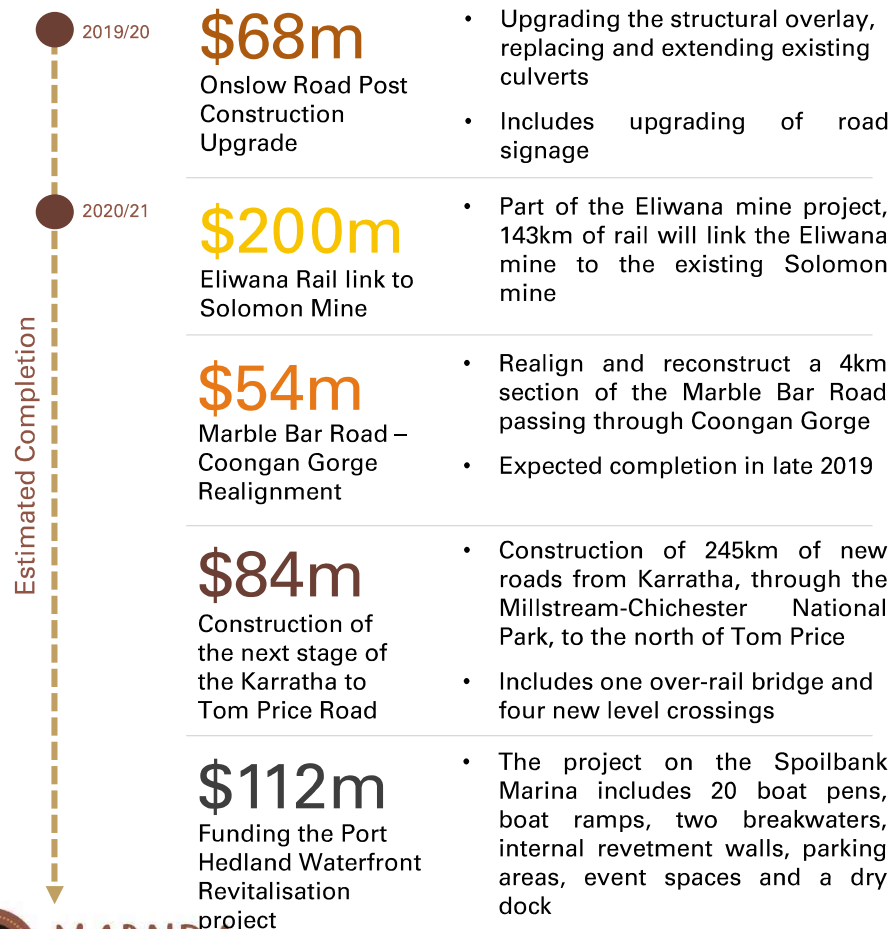 2019/20
$68m
Onslow Road Post
Construction
Upgrade
• Upgrading the structural overlay,
replacing and extending existing
culverts
• Includes upgrading of road
signage
2020/21
$200m
Eliwana Rail link to
Solomon Mine
• Part of the Eliwana mine project,
143km of rail will link the Eliwana
mine to the existing Solomon
mine
Estimated Completion
$54m
Marble Bar Road –
Coongan Gorge
Realignment
• Realign and reconstruct a 4km
section of the Marble Bar Road
passing through Coongan Gorge
• Expected completion in late 2019
$84m
Construction of
the next stage of
the Karratha to
Tom Price Road
• Construction of 245km of new
roads from Karratha, through the
Millstream-Chichester National
Park, to the north of Tom Price
• Includes one over-rail bridge and
four new level crossings
$112m
Funding the Port
Hedland Waterfront
Revitalisation
project
• The project on the Spoilbank
Marina includes 20 boat pens,
boat ramps, two breakwaters,
internal revetment walls, parking
areas, event spaces and a dry
dock